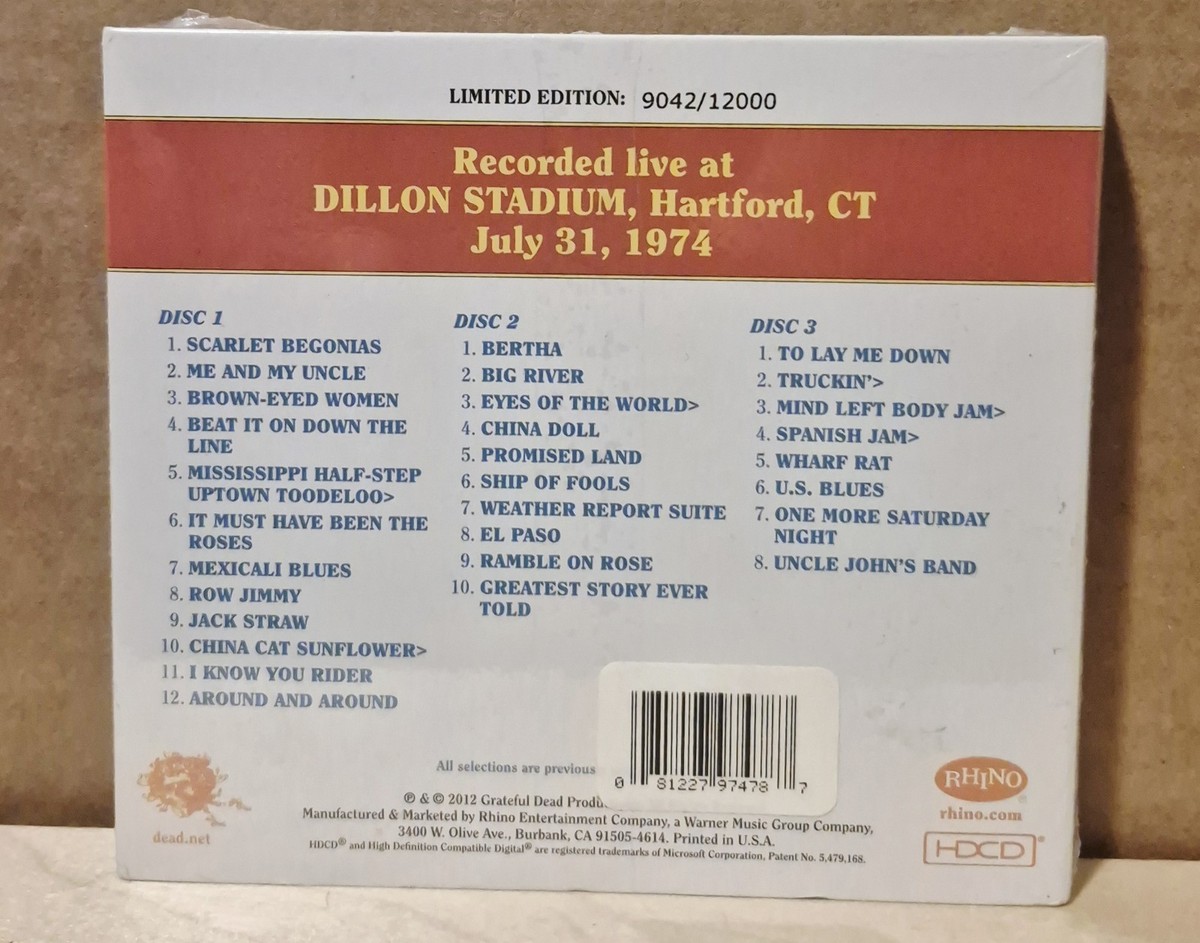 LIMITED EDITION: 9042/12000
Recorded live at
DILLON STADIUM, Hartford, CT
July 31, 1974
DISC 1
1. SCARLET BEGONIAS
2. ME AND MY UNCLE
3. BROWN-EYED WOMEN
4. BEAT IT ON DOWN THE
LINE
5. MISSISSIPPI HALF-STEP
UPTOWN TOODELOO>
6. IT MUST HAVE BEEN THE
ROSES
7. MEXICALI BLUES
8. ROW JIMMY
9. JACK STRAW
10. CHINA CAT SUNFLOWER>
11. I KNOW YOU RIDER
12. AROUND AND AROUND
DISC 2
1. BERTHA
2. BIG RIVER
3. EYES OF THE WORLD>
4. CHINA DOLL
5. PROMISED LAND
6. SHIP OF FOOLS
7. WEATHER REPORT SUITE
8. EL PASO
9. RAMBLE ON ROSE
10. GREATEST STORY EVER
TOLD
DISC 3
1. TO LAY ME DOWN
2. TRUCKIN'>
3. MIND LEFT BODY JAM>
4. SPANISH JAM>
5. WHARF RAT
6. U.S. BLUES
7. ONE MORE SATURDAY
NIGHT
8. UNCLE JOHN'S BAND
All selections are previous
0 81227 97478 7
℗ & © 2012 Grateful Dead Produ
Manufactured & Marketed by Rhino Entertainment Company, a Warner Music Group Company,
3400 W. Olive Ave., Burbank, CA 91505-4614. Printed in U.S.A.
HDCD® and High Definition Compatible Digital® are registered trademarks of Microsoft Corporation, Patent No. 5,479,168.
dead.net
RHINO
rhino.com
HDCD®